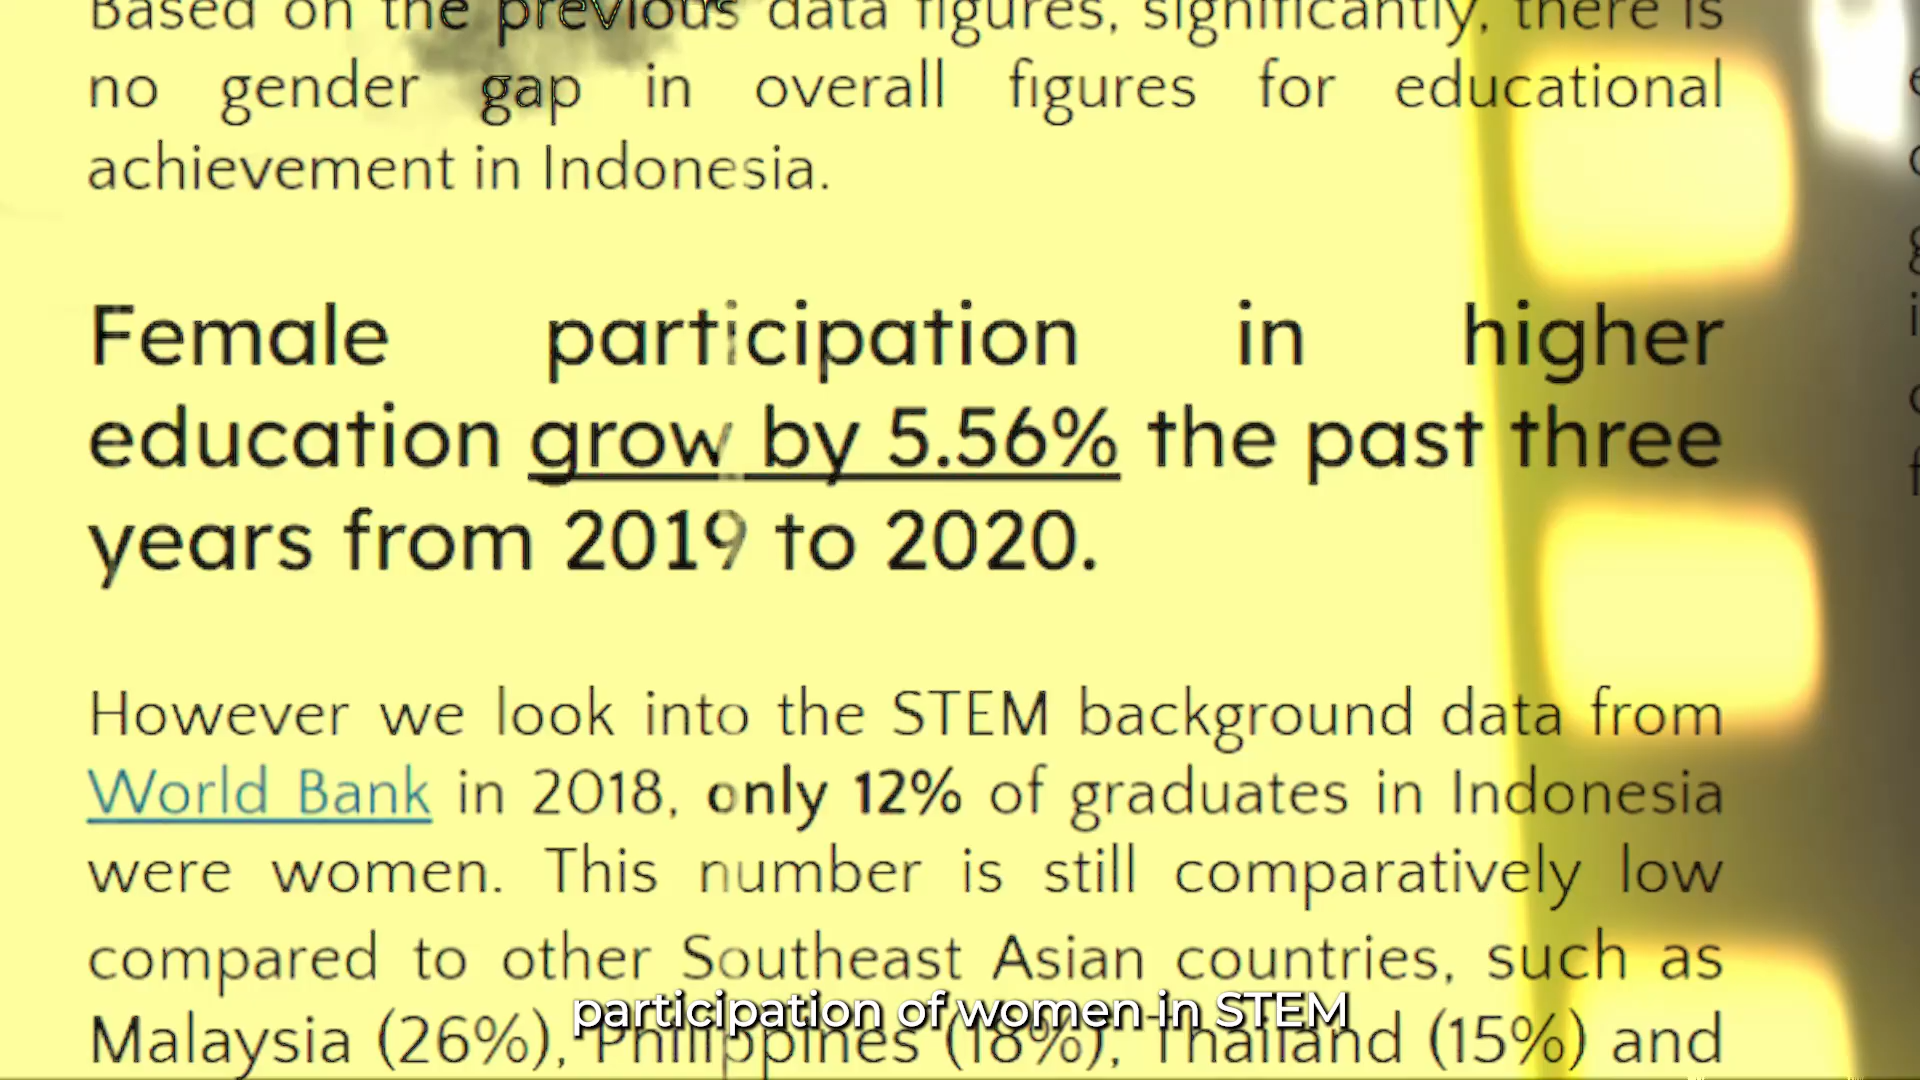 Based on the previous data figures, significantly, there is
no gender gap in overall figures for educational
achievement in Indonesia.
Female participation in higher
education grow by 5.56% the past three
years from 2019 to 2020.
However we look into the STEM background data from
World Bank in 2018, only 12% of graduates in Indonesia
were women. This number is still comparatively low
compared to other Southeast Asian countries, such as
Malaysia (26%), Philippines (18%), Thailand (15%) and
participation of women in STEM